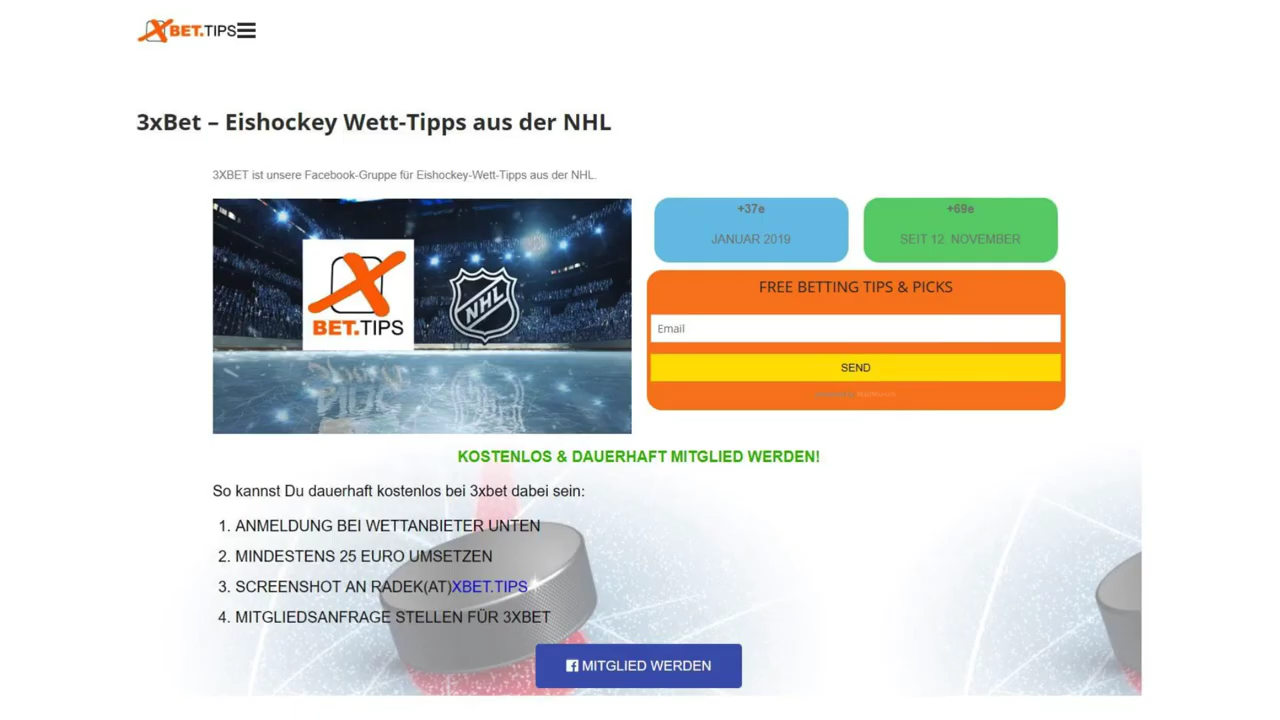 XBET.TIPS
3xBet – Eishockey Wett-Tipps aus der NHL
3XBET ist unsere Facebook-Gruppe für Eishockey-Wett-Tipps aus der NHL.
+37e
JANUAR 2019
+69e
SEIT 12. NOVEMBER
X
BET.TIPS
NHL
FREE BETTING TIPS & PICKS
Email
SEND
KOSTENLOS & DAUERHAFT MITGLIED WERDEN!
So kannst Du dauerhaft kostenlos bei 3xbet dabei sein:
1. ANMELDUNG BEI WETTANBIETER UNTEN
2. MINDESTENS 25 EURO UMSETZEN
3. SCREENSHOT AN RADEK(AT)XBET.TIPS
4. MITGLIEDSANFRAGE STELLEN FÜR 3XBET
MITGLIED WERDEN